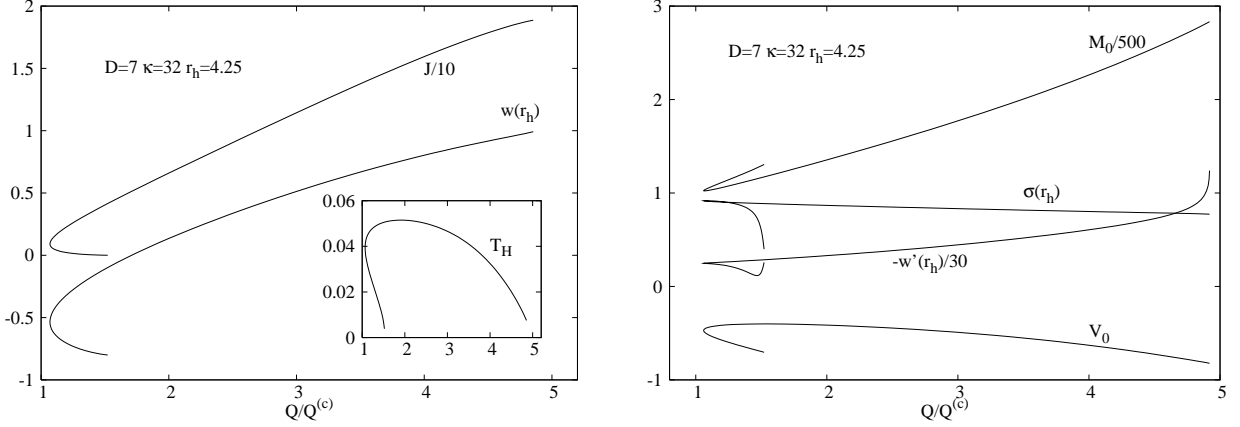 2
1.5
1
0.5
0
-0.5
-1
D=7 κ=32 r_h=4.25
J/10
w(r_h)
0.06
0.04
0.02
0
T_H
1 2 3 4 5
1 2 3 4 5
Q/Q^(c)
3
2
1
0
-1
D=7 κ=32 r_h=4.25
M_0/500
σ(r_h)
-w'(r_h)/30
V_0
1 2 3 4 5
Q/Q^(c)